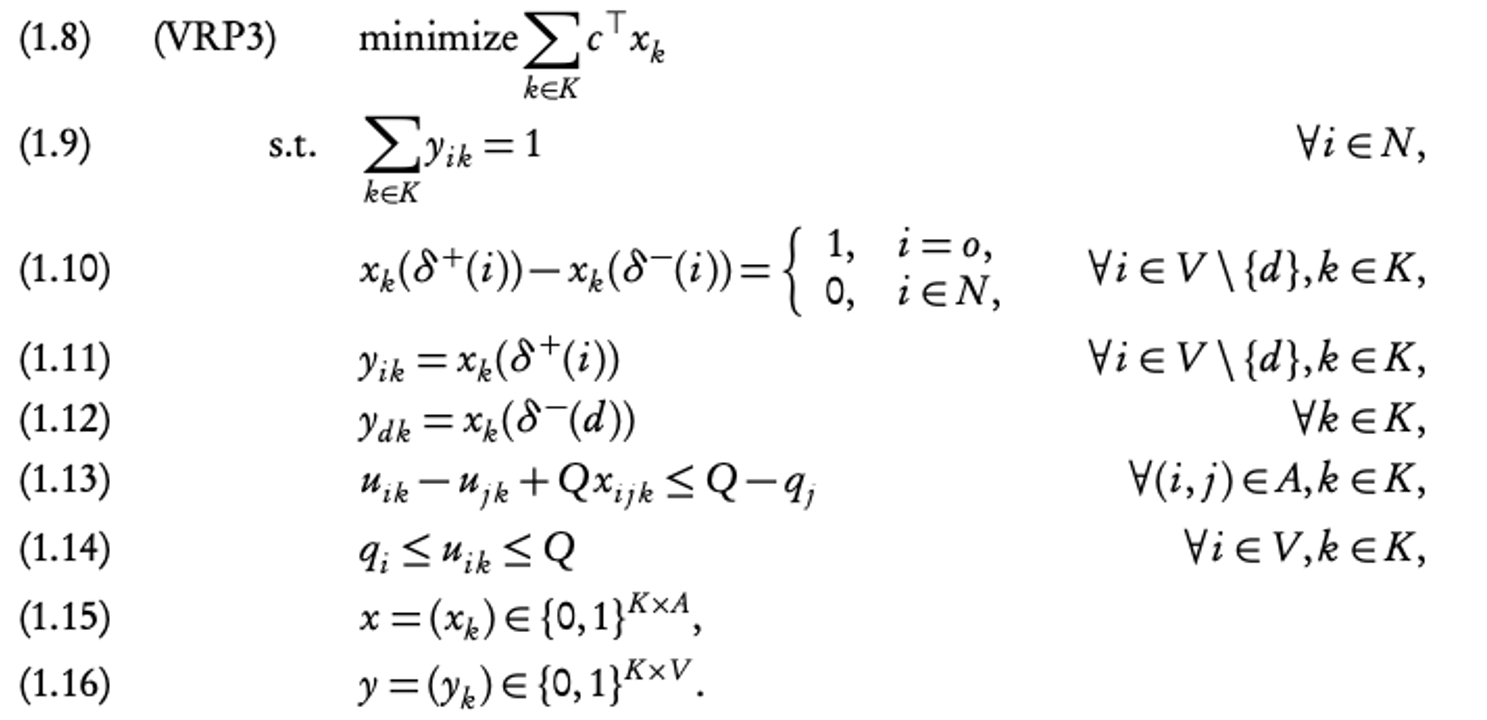 (1.8) (VRP3) minimize ∑_{k∈K} c^⊤ x_k
(1.9) s.t. ∑_{k∈K} y_{ik} = 1 ∀i ∈ N,
(1.10) x_k(δ^+(i)) − x_k(δ^−(i)) = { 1, i = o, 0, i ∈ N, ∀i ∈ V \ {d}, k ∈ K,
(1.11) y_{ik} = x_k(δ^+(i)) ∀i ∈ V \ {d}, k ∈ K,
(1.12) y_{dk} = x_k(δ^−(d)) ∀k ∈ K,
(1.13) u_{ik} − u_{jk} + Q x_{ijk} ≤ Q − q_j ∀(i, j) ∈ A, k ∈ K,
(1.14) q_i ≤ u_{ik} ≤ Q ∀i ∈ V, k ∈ K,
(1.15) x = (x_k) ∈ {0, 1}^{K×A},
(1.16) y = (y_k) ∈ {0, 1}^{K×V}.